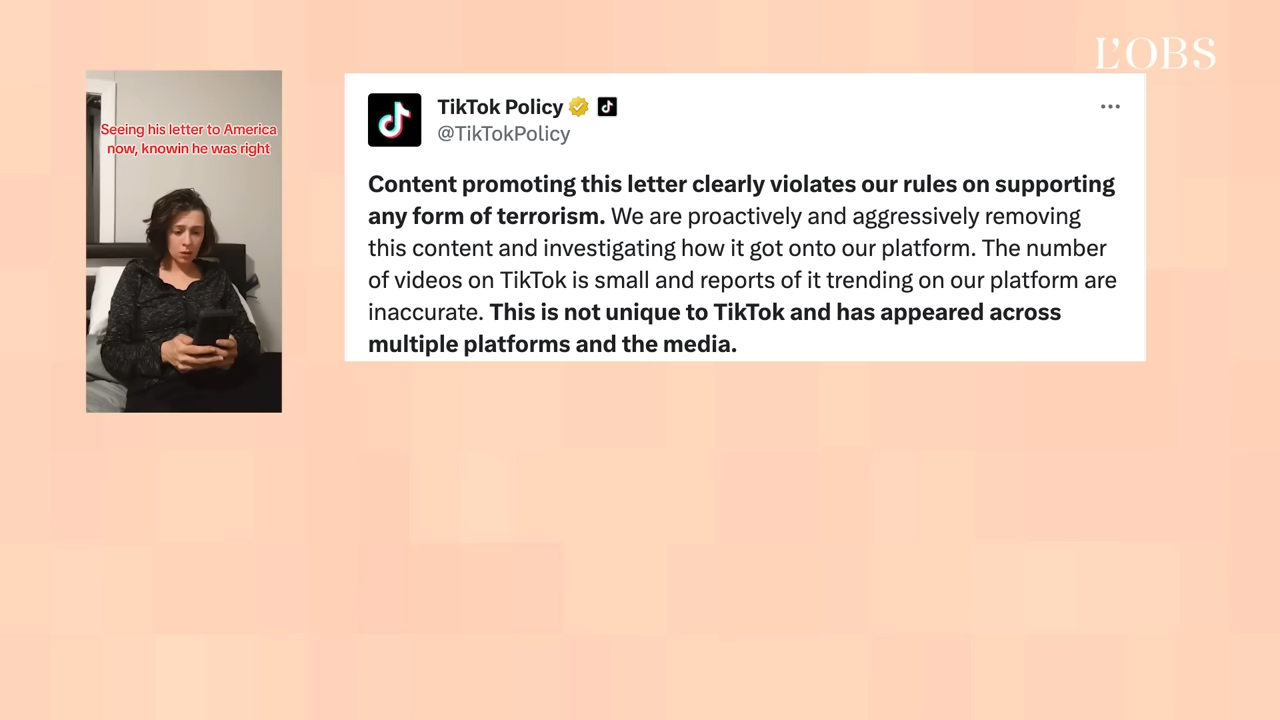 L'OBS
Seeing his letter to America
now, knowin he was right
TikTok Policy
@TikTokPolicy
Content promoting this letter clearly violates our rules on supporting
any form of terrorism. We are proactively and aggressively removing
this content and investigating how it got onto our platform. The number
of videos on TikTok is small and reports of it trending on our platform are
inaccurate. This is not unique to TikTok and has appeared across
multiple platforms and the media.